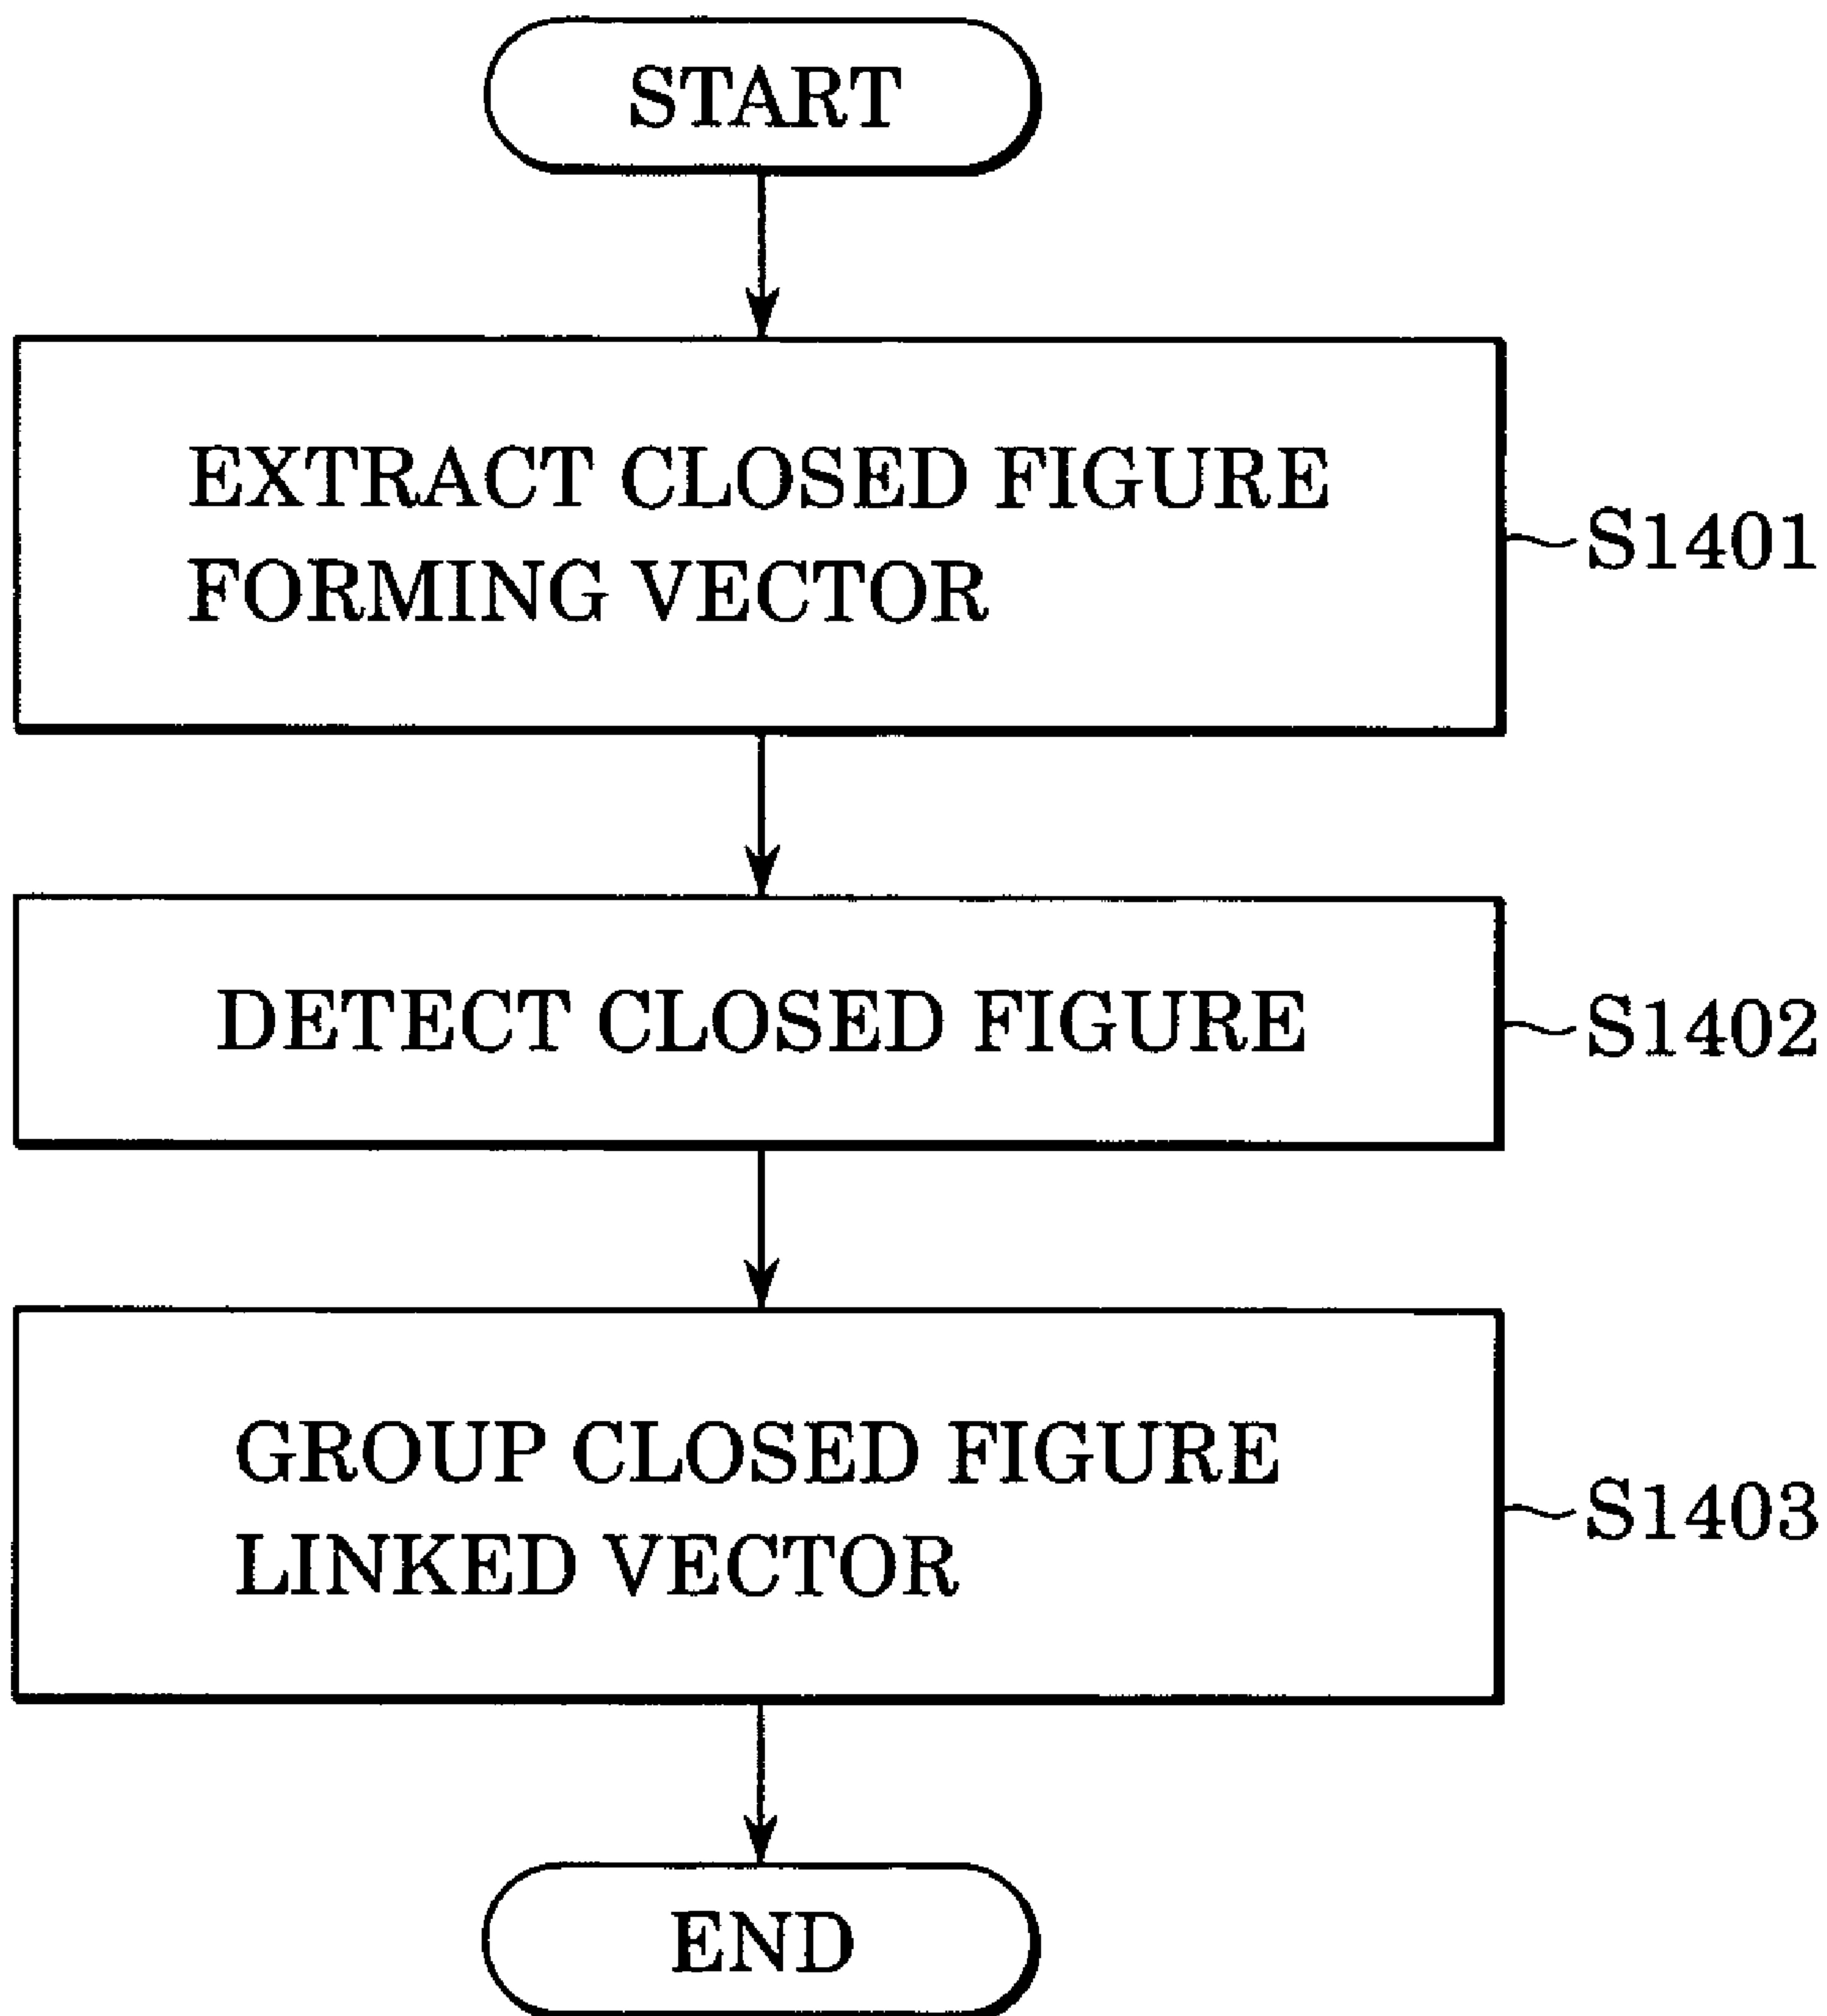 START
EXTRACT CLOSED FIGURE
FORMING VECTOR
S1401
DETECT CLOSED FIGURE
S1402
GROUP CLOSED FIGURE
LINKED VECTOR
S1403
END